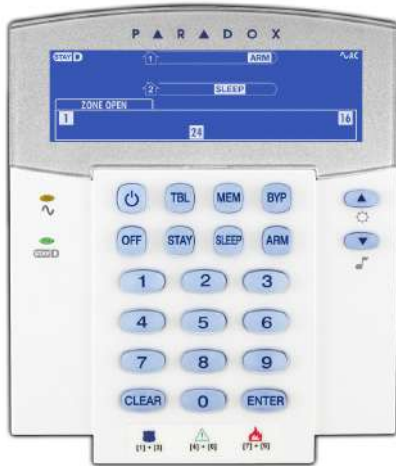 PARADOX
STAY D 1 ARM AC
2 SLEEP
ZONE OPEN
1 16
24
TBL MEM BYP
OFF STAY SLEEP ARM
1 2 3
4 5 6
7 8 9
STAY D
CLEAR 0 ENTER
[1] + [3] [4] + [6] [7] + [9]